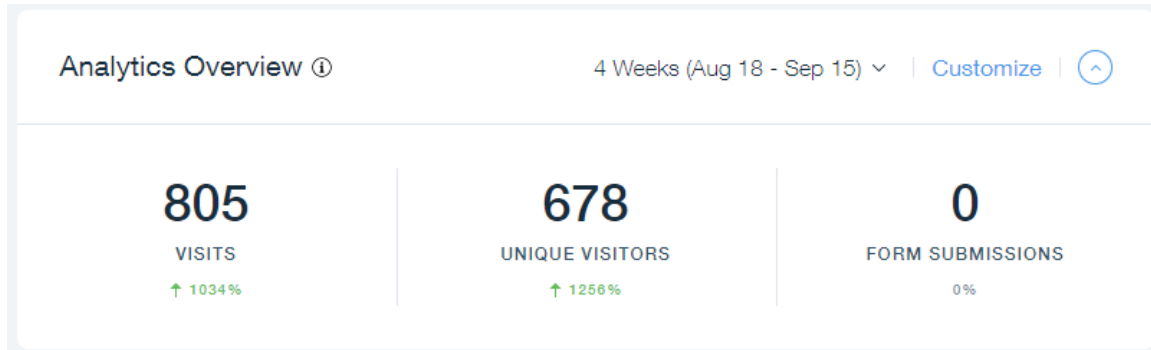 Analytics Overview
4 Weeks (Aug 18 - Sep 15)
Customize
805
VISITS
↑ 1034%
678
UNIQUE VISITORS
↑ 1256%
0
FORM SUBMISSIONS
0%